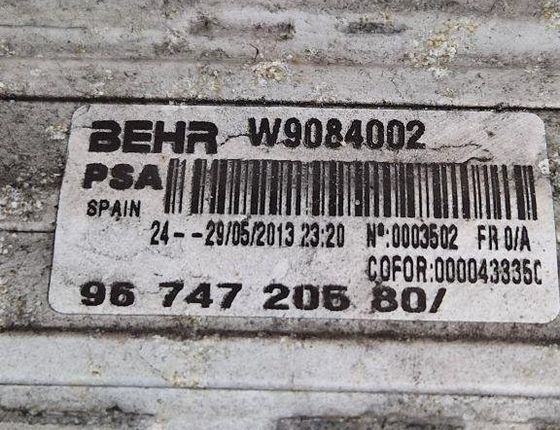 BEHR W9084002
PSA
SPAIN
24--29/05/2013 23:20 Nº:0003502 FR 0/A
COFOR:000043335C
96 747 206 80/